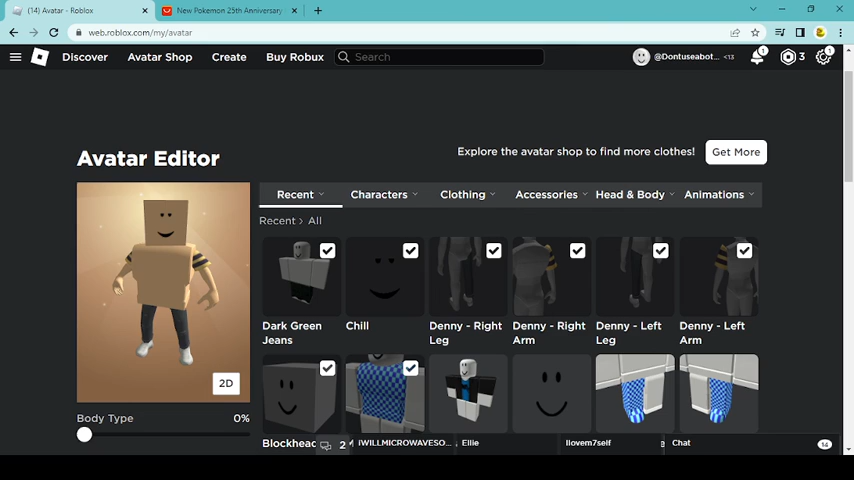 (14) Avatar - Roblox
New Pokemon 25th Anniversary
web.roblox.com/my/avatar
Discover
Avatar Shop
Create
Buy Robux
Search
@Dontuseabot... <13
1
3
1
Avatar Editor
Explore the avatar shop to find more clothes!
Get More
Recent
Characters
Clothing
Accessories
Head & Body
Animations
Recent > All
Dark Green
Jeans
Chill
Denny - Right
Leg
Denny - Right
Arm
Denny - Left
Leg
Denny - Left
Arm
2D
Body Type
0%
Blockhead
2
IWILLMICROWAVESO...
Ellie
Ilovem7self
Chat
14